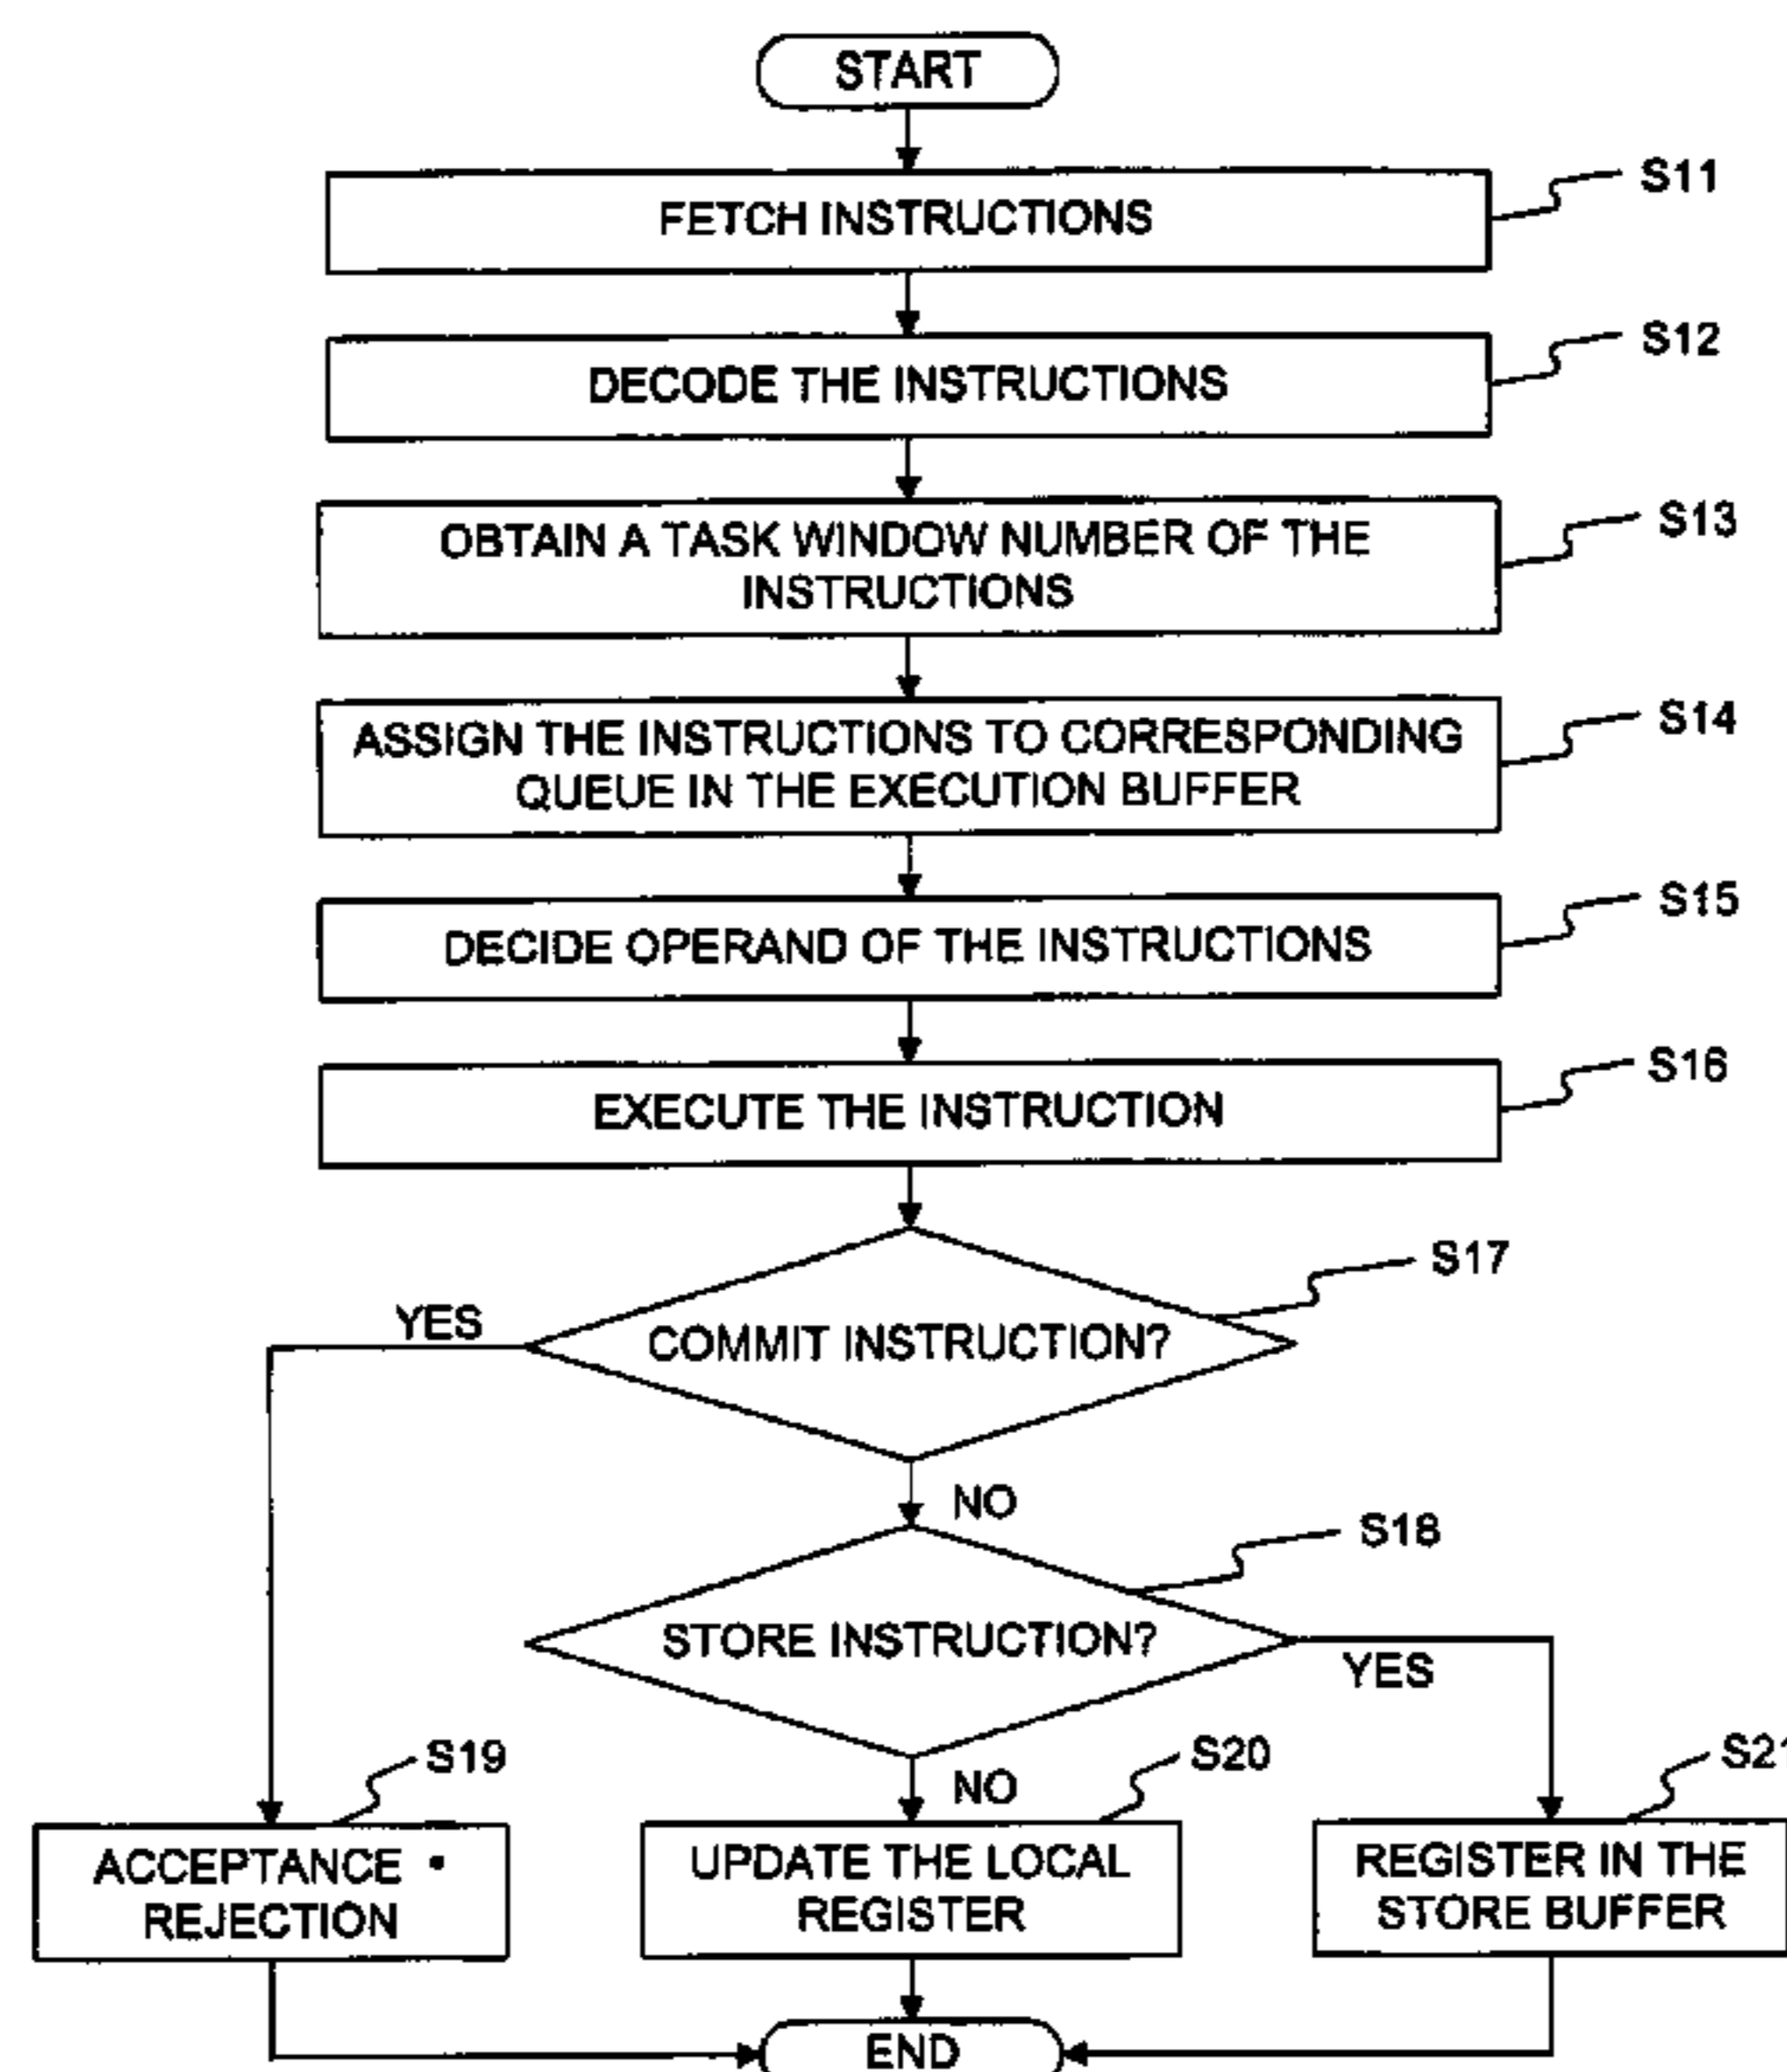 START
FETCH INSTRUCTIONS
S11
DECODE THE INSTRUCTIONS
S12
OBTAIN A TASK WINDOW NUMBER OF THE
INSTRUCTIONS
S13
ASSIGN THE INSTRUCTIONS TO CORRESPONDING
QUEUE IN THE EXECUTION BUFFER
S14
DECIDE OPERAND OF THE INSTRUCTIONS
S15
EXECUTE THE INSTRUCTION
S16
COMMIT INSTRUCTION?
S17
YES
NO
STORE INSTRUCTION?
S18
YES
NO
S19
ACCEPTANCE •
REJECTION
S20
UPDATE THE LOCAL
REGISTER
S21
REGISTER IN THE
STORE BUFFER
END